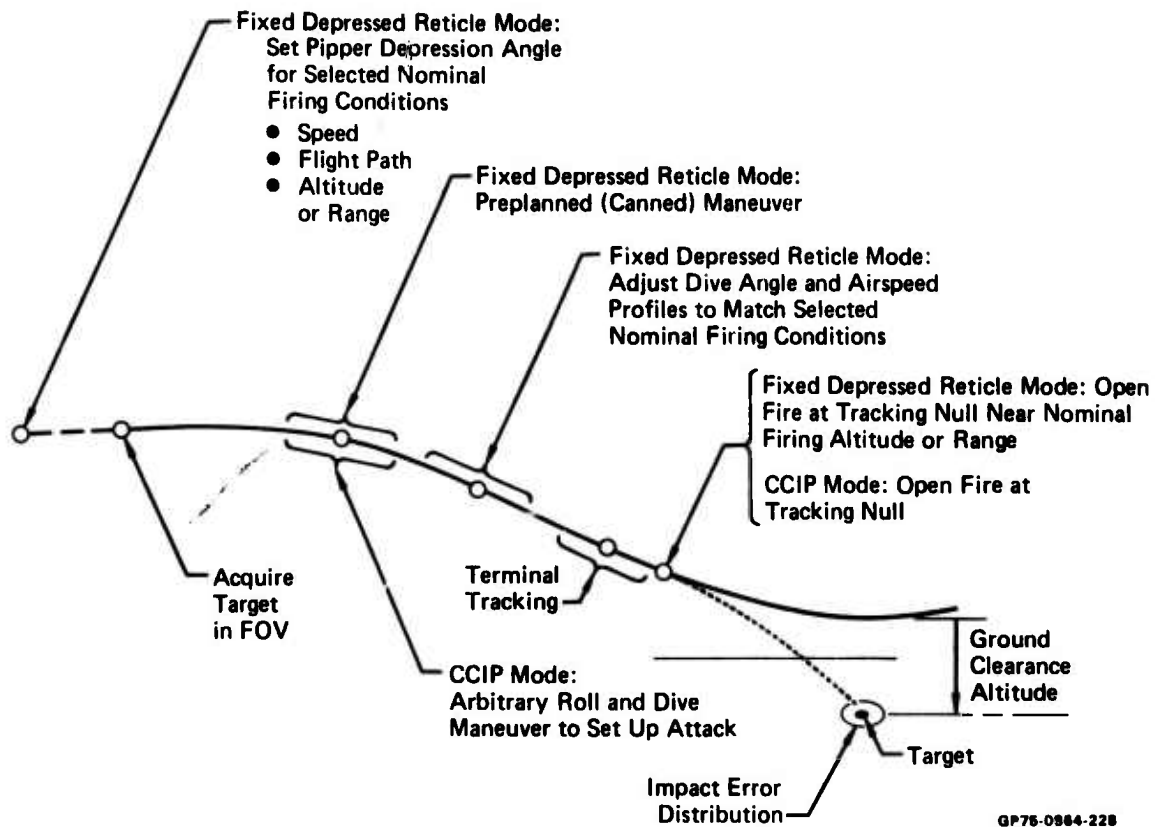 Fixed Depressed Reticle Mode:
Set Pipper Depression Angle
for Selected Nominal
Firing Conditions
● Speed
● Flight Path
● Altitude
or Range
Fixed Depressed Reticle Mode:
Preplanned (Canned) Maneuver
Fixed Depressed Reticle Mode:
Adjust Dive Angle and Airspeed
Profiles to Match Selected
Nominal Firing Conditions
Fixed Depressed Reticle Mode: Open
Fire at Tracking Null Near Nominal
Firing Altitude or Range
CCIP Mode: Open Fire at
Tracking Null
Acquire
Target
in FOV
Terminal
Tracking
CCIP Mode:
Arbitrary Roll and Dive
Maneuver to Set Up Attack
Ground
Clearance
Altitude
Target
Impact Error
Distribution
GP75-0964-228